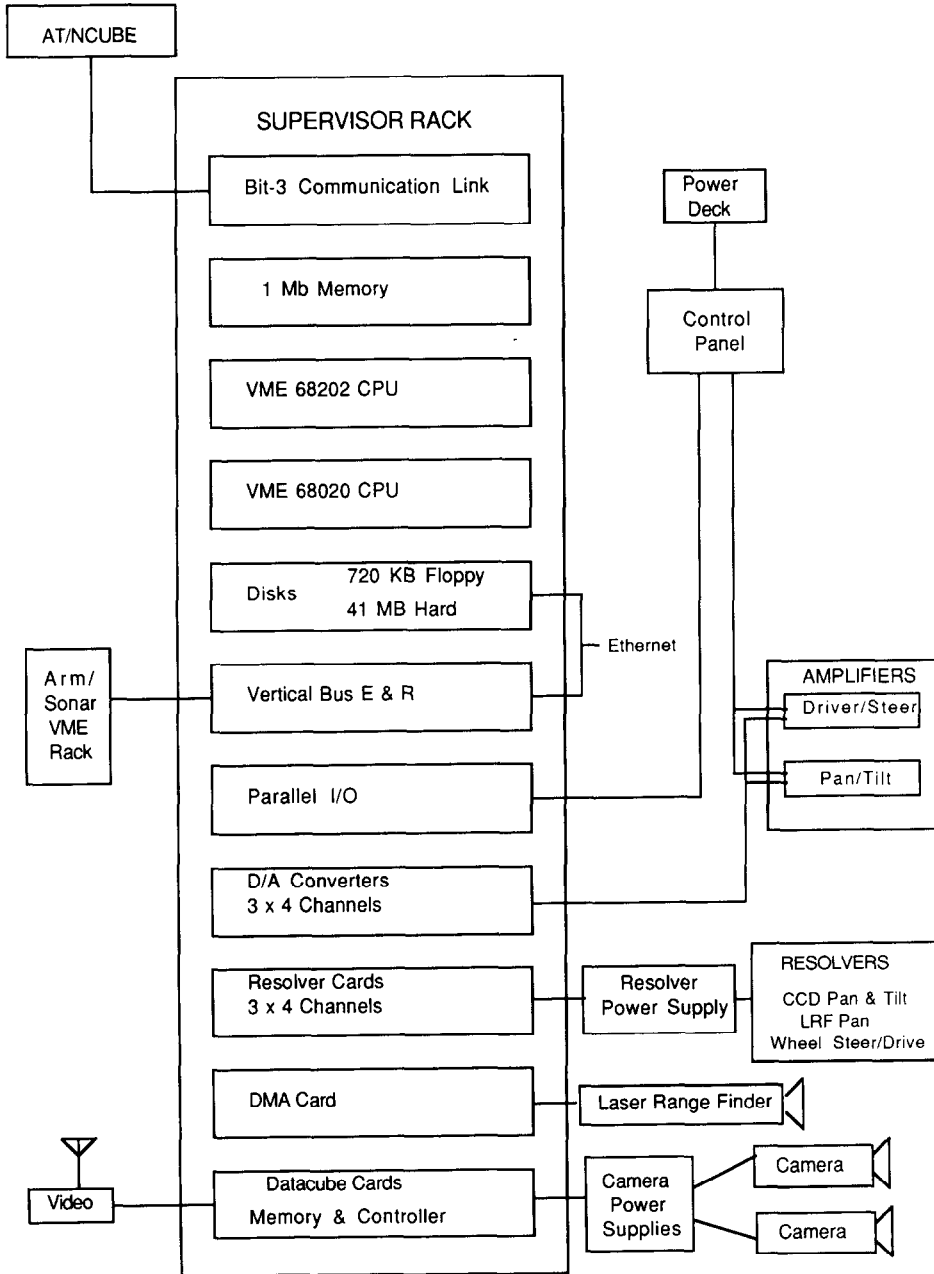 AT/NCUBE
SUPERVISOR RACK
Bit-3 Communication Link
1 Mb Memory
VME 68202 CPU
VME 68020 CPU
Disks 720 KB Floppy
41 MB Hard
Ethernet
Vertical Bus E & R
Parallel I/O
D/A Converters
3 x 4 Channels
Resolver Cards
3 x 4 Channels
DMA Card
Datacube Cards
Memory & Controller
Arm/
Sonar
VME
Rack
Video
Power
Deck
Control
Panel
AMPLIFIERS
Driver/Steer
Pan/Tilt
Resolver
Power Supply
RESOLVERS
CCD Pan & Tilt
LRF Pan
Wheel Steer/Drive
Laser Range Finder
Camera
Power
Supplies
Camera
Camera